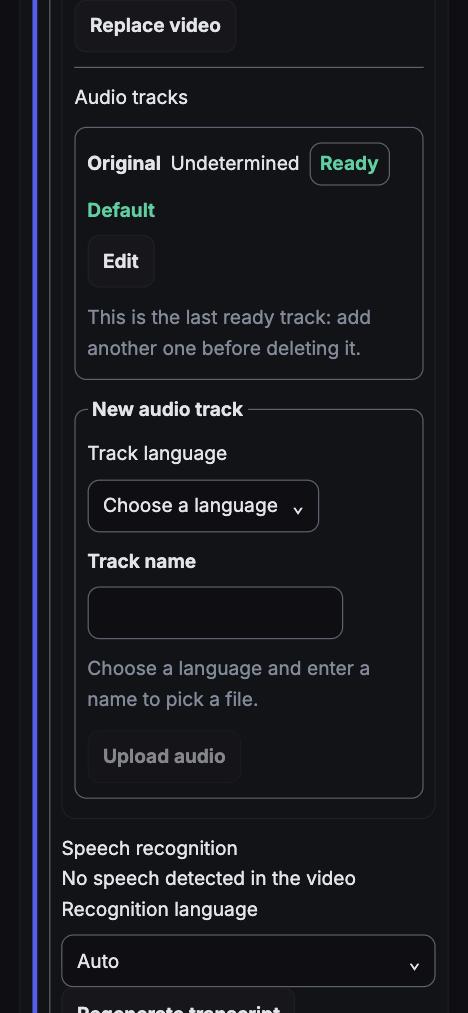 Replace video
Audio tracks
Original Undetermined Ready
Default
Edit
This is the last ready track: add
another one before deleting it.
New audio track
Track language
Choose a language
Track name
Choose a language and enter a
name to pick a file.
Upload audio
Speech recognition
No speech detected in the video
Recognition language
Auto
Regenerate transcript